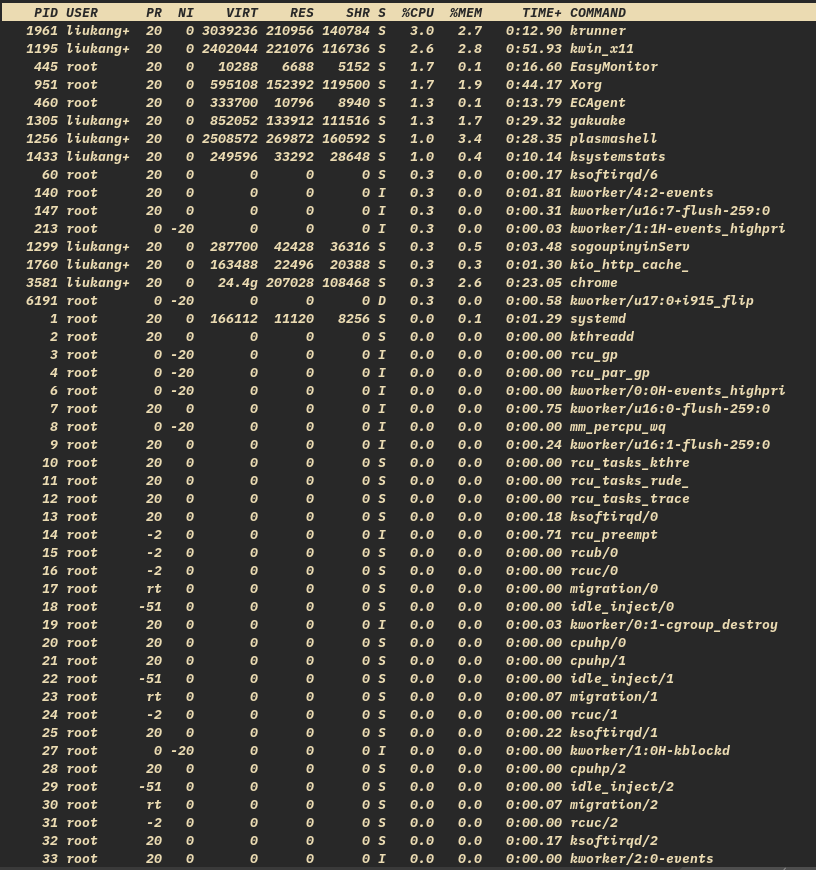 PID USER PR NI VIRT RES SHR S %CPU %MEM TIME+ COMMAND
1961 liukang+ 20 0 3039236 210956 140784 S 3.0 2.7 0:12.90 krunner
1195 liukang+ 20 0 2402044 221076 116736 S 2.6 2.8 0:51.93 kwin_x11
445 root 20 0 10288 6688 5152 S 1.7 0.1 0:16.60 EasyMonitor
951 root 20 0 595108 152392 119500 S 1.7 1.9 0:44.17 Xorg
460 root 20 0 333700 10796 8940 S 1.3 0.1 0:13.79 ECAgent
1305 liukang+ 20 0 852052 133912 111516 S 1.3 1.7 0:29.32 yakuake
1256 liukang+ 20 0 2508572 269872 160592 S 1.0 3.4 0:28.35 plasmashell
1433 liukang+ 20 0 249596 33292 28648 S 1.0 0.4 0:10.14 ksystemstats
60 root 20 0 0 0 0 S 0.3 0.0 0:00.17 ksoftirqd/6
140 root 20 0 0 0 0 I 0.3 0.0 0:01.81 kworker/4:2-events
147 root 20 0 0 0 0 I 0.3 0.0 0:00.31 kworker/u16:7-flush-259:0
213 root 0 -20 0 0 0 I 0.3 0.0 0:00.03 kworker/1:1H-events_highpri
1299 liukang+ 20 0 287700 42428 36316 S 0.3 0.5 0:03.48 sogoupinyinServ
1760 liukang+ 20 0 163488 22496 20388 S 0.3 0.3 0:01.30 kio_http_cache_
3581 liukang+ 20 0 24.4g 207028 108468 S 0.3 2.6 0:23.05 chrome
6191 root 0 -20 0 0 0 D 0.3 0.0 0:00.58 kworker/u17:0+i915_flip
1 root 20 0 166112 11120 8256 S 0.0 0.1 0:01.29 systemd
2 root 20 0 0 0 0 S 0.0 0.0 0:00.00 kthreadd
3 root 0 -20 0 0 0 I 0.0 0.0 0:00.00 rcu_gp
4 root 0 -20 0 0 0 I 0.0 0.0 0:00.00 rcu_par_gp
6 root 0 -20 0 0 0 I 0.0 0.0 0:00.00 kworker/0:0H-events_highpri
7 root 20 0 0 0 0 I 0.0 0.0 0:00.75 kworker/u16:0-flush-259:0
8 root 0 -20 0 0 0 I 0.0 0.0 0:00.00 mm_percpu_wq
9 root 20 0 0 0 0 I 0.0 0.0 0:00.24 kworker/u16:1-flush-259:0
10 root 20 0 0 0 0 S 0.0 0.0 0:00.00 rcu_tasks_kthre
11 root 20 0 0 0 0 S 0.0 0.0 0:00.00 rcu_tasks_rude_
12 root 20 0 0 0 0 S 0.0 0.0 0:00.00 rcu_tasks_trace
13 root 20 0 0 0 0 S 0.0 0.0 0:00.18 ksoftirqd/0
14 root -2 0 0 0 0 I 0.0 0.0 0:00.71 rcu_preempt
15 root -2 0 0 0 0 S 0.0 0.0 0:00.00 rcub/0
16 root -2 0 0 0 0 S 0.0 0.0 0:00.00 rcuc/0
17 root rt 0 0 0 0 S 0.0 0.0 0:00.00 migration/0
18 root -51 0 0 0 0 S 0.0 0.0 0:00.00 idle_inject/0
19 root 20 0 0 0 0 I 0.0 0.0 0:00.03 kworker/0:1-cgroup_destroy
20 root 20 0 0 0 0 S 0.0 0.0 0:00.00 cpuhp/0
21 root 20 0 0 0 0 S 0.0 0.0 0:00.00 cpuhp/1
22 root -51 0 0 0 0 S 0.0 0.0 0:00.00 idle_inject/1
23 root rt 0 0 0 0 S 0.0 0.0 0:00.07 migration/1
24 root -2 0 0 0 0 S 0.0 0.0 0:00.00 rcuc/1
25 root 20 0 0 0 0 S 0.0 0.0 0:00.22 ksoftirqd/1
27 root 0 -20 0 0 0 I 0.0 0.0 0:00.00 kworker/1:0H-kblockd
28 root 20 0 0 0 0 S 0.0 0.0 0:00.00 cpuhp/2
29 root -51 0 0 0 0 S 0.0 0.0 0:00.00 idle_inject/2
30 root rt 0 0 0 0 S 0.0 0.0 0:00.07 migration/2
31 root -2 0 0 0 0 S 0.0 0.0 0:00.00 rcuc/2
32 root 20 0 0 0 0 S 0.0 0.0 0:00.17 ksoftirqd/2
33 root 20 0 0 0 0 I 0.0 0.0 0:00.00 kworker/2:0-events